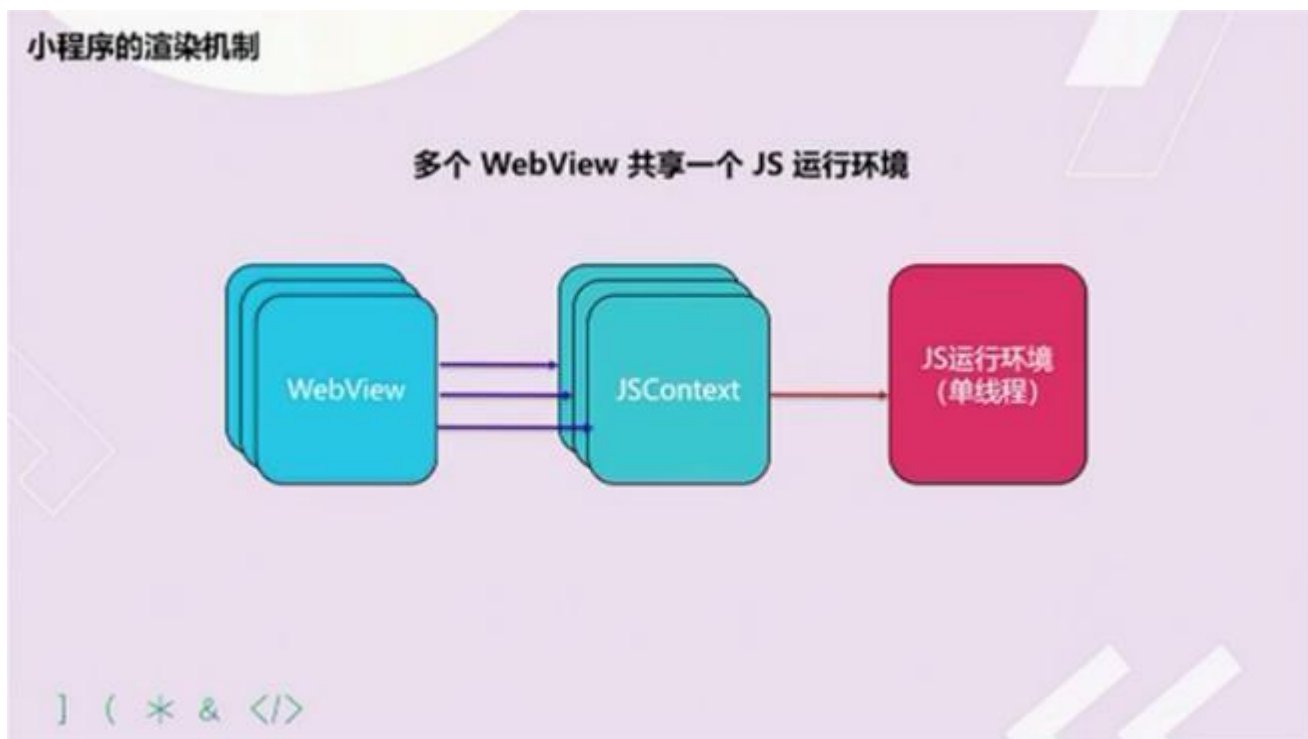 小程序的渲染机制
多个 WebView 共享一个 JS 运行环境
WebView
JSContext
JS运行环境
（单线程）
] ( * & </>